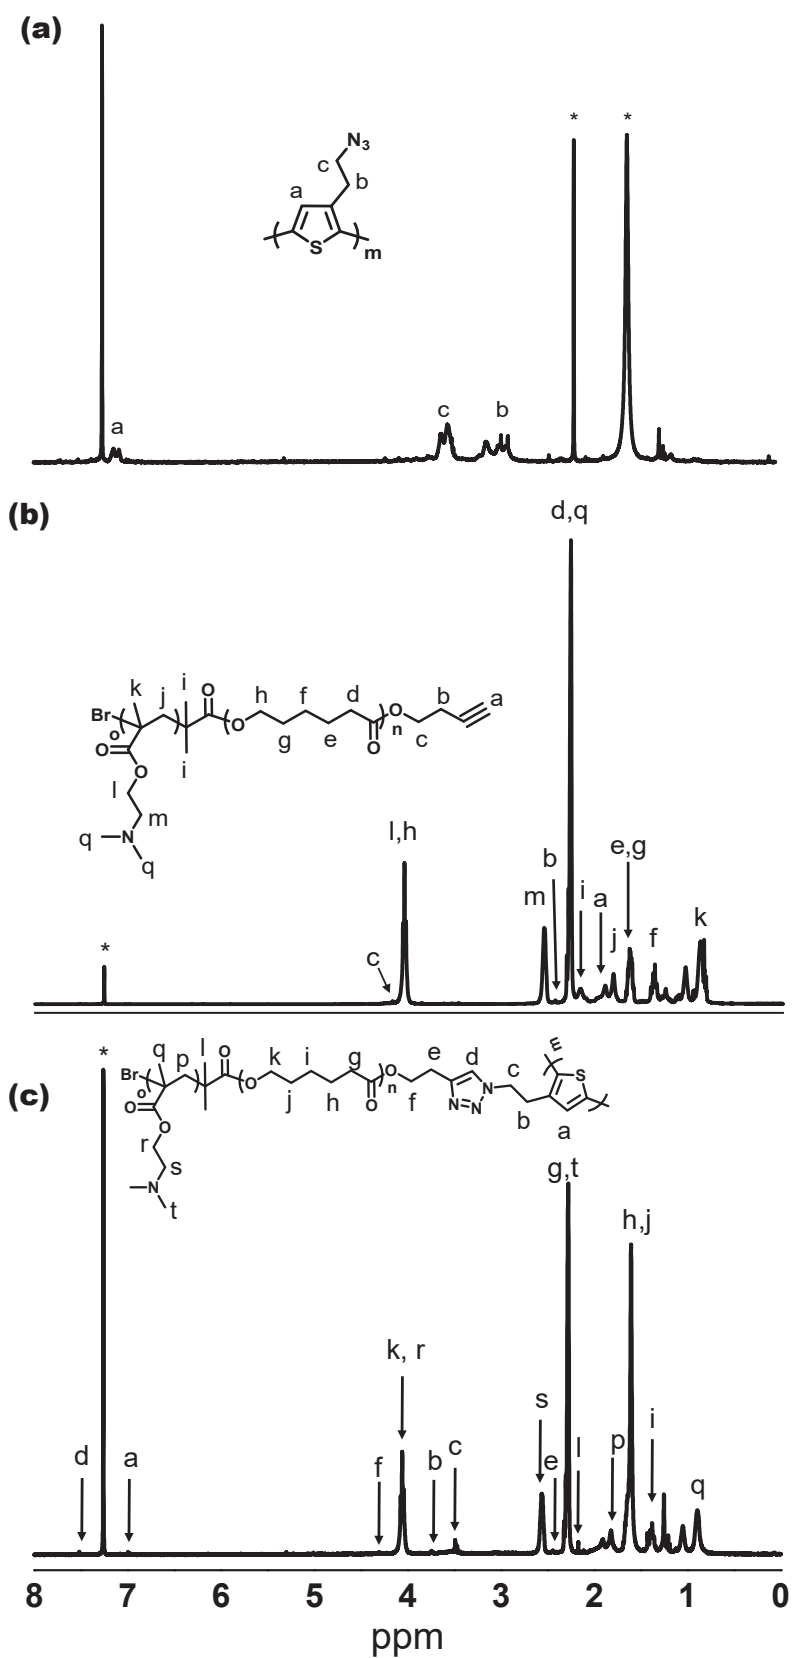 (a)
* *
N3
c
b
a
S
m
a
c
b
(b)
d,q
k
j
i
O
h
f
d
O
b
a
Br
o
O
n
g
e
O
c
O
O
i
l
m
q
N
q
l,h
b
e,g
m
i
a
j
f
k
c
*
(c)
*
q
p
l
O
k
i
g
O
e
d
c
m
Br
o
O
n
N
S
j
h
O
f
N=N
b
a
O
O
r
s
N
t
g,t
h,j
k, r
s
i
d
a
f
b
c
e
l
p
q
8 7 6 5 4 3 2 1 0
ppm